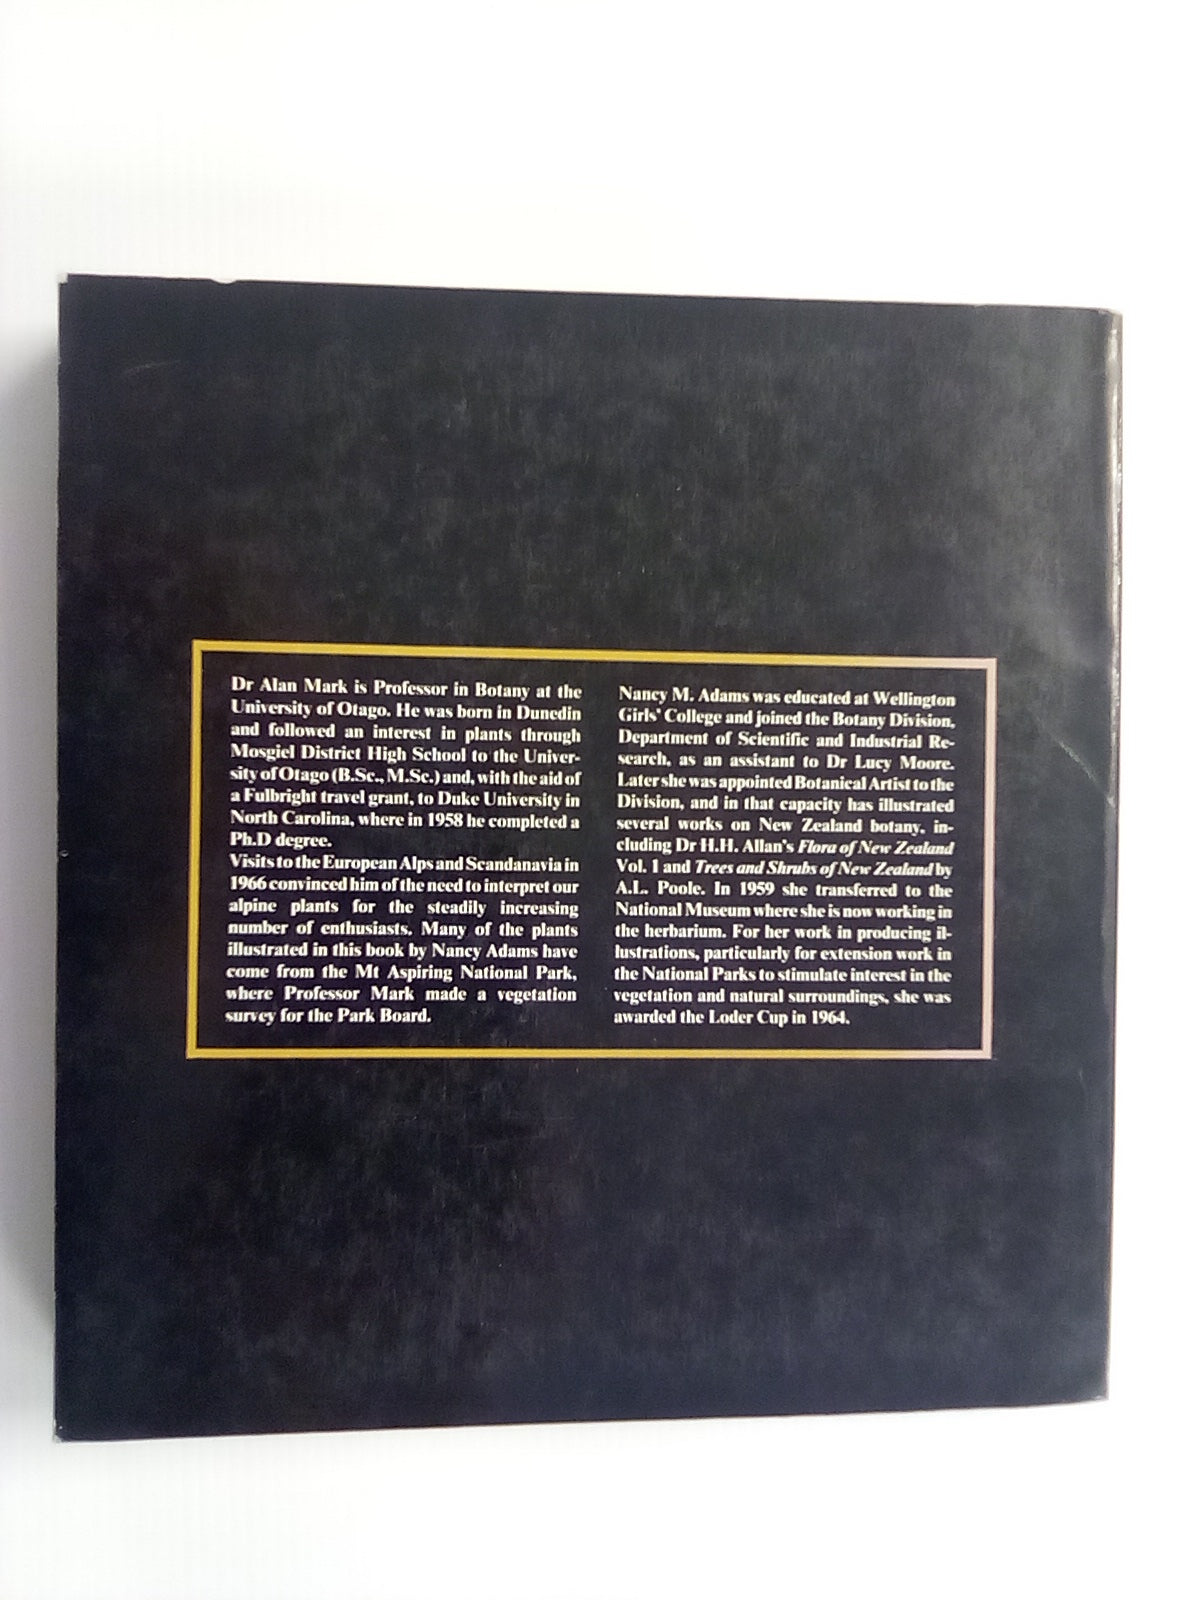 Dr Alan Mark is Professor in Botany at the
University of Otago. He was born in Dunedin
and followed an interest in plants through
Mosgiel District High School to the Univer-
sity of Otago (B.Sc., M.Sc.) and, with the aid of
a Fulbright travel grant, to Duke University in
North Carolina, where in 1958 he completed a
Ph.D degree.
Visits to the European Alps and Scandanavia in
1966 convinced him of the need to interpret our
alpine plants for the steadily increasing
number of enthusiasts. Many of the plants
illustrated in this book by Nancy Adams have
come from the Mt Aspiring National Park,
where Professor Mark made a vegetation
survey for the Park Board.
Nancy M. Adams was educated at Wellington
Girls' College and joined the Botany Division,
Department of Scientific and Industrial Re-
search, as an assistant to Dr Lucy Moore.
Later she was appointed Botanical Artist to the
Division, and in that capacity has illustrated
several works on New Zealand botany, in-
cluding Dr H.H. Allan's Flora of New Zealand
Vol. 1 and Trees and Shrubs of New Zealand by
A.L. Poole. In 1959 she transferred to the
National Museum where she is now working in
the herbarium. For her work in producing il-
lustrations, particularly for extension work in
the National Parks to stimulate interest in the
vegetation and natural surroundings, she was
awarded the Loder Cup in 1964.